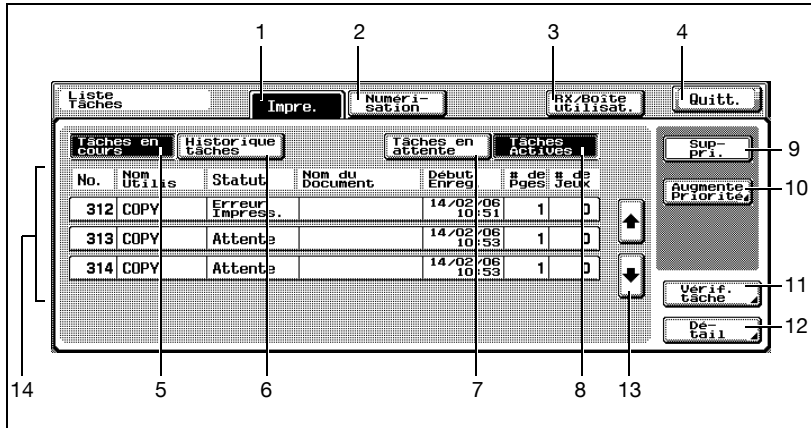 1 2 3 4
Liste
Tâches
Impre.
Numéri-
sation
RX/Boîte
utilisat.
Quitt.
Tâches en
cours
Historique
tâches
Tâches en
attente
Tâches
Actives
Sup-
pri.
9
No. Nom
Utilis Statut Nom du
Document Début
Enreg. # de
Pges # de
Jeux
Augmente
Priorité
10
312 COPY Erreur
Impress. 14/02/06
10:51 1 0
313 COPY Attente 14/02/06
10:53 1 0
314 COPY Attente 14/02/06
10:53 1 0
Vérif.
tâche
11
Dé-
tail
12
14 5 6 7 8 13